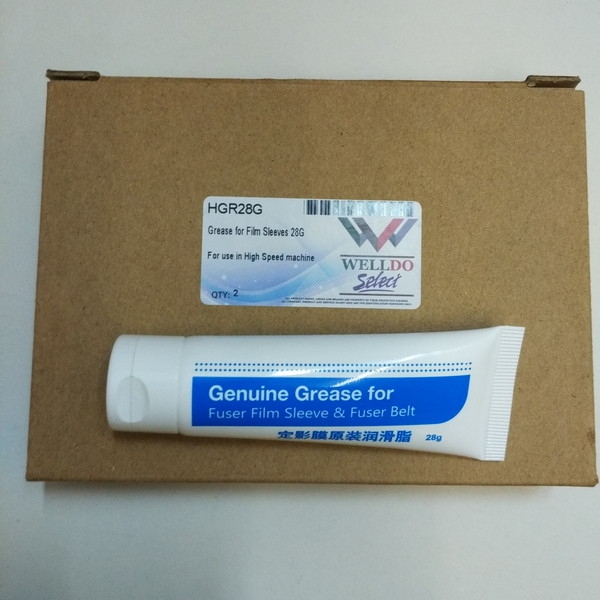 HGR28G
Grease for Film Sleeves 28G
For use in High Speed machine
WELLDO
Select
QTY: 2
Genuine Grease for
Fuser Film Sleeve & Fuser Belt
定影膜原装润滑脂 28g